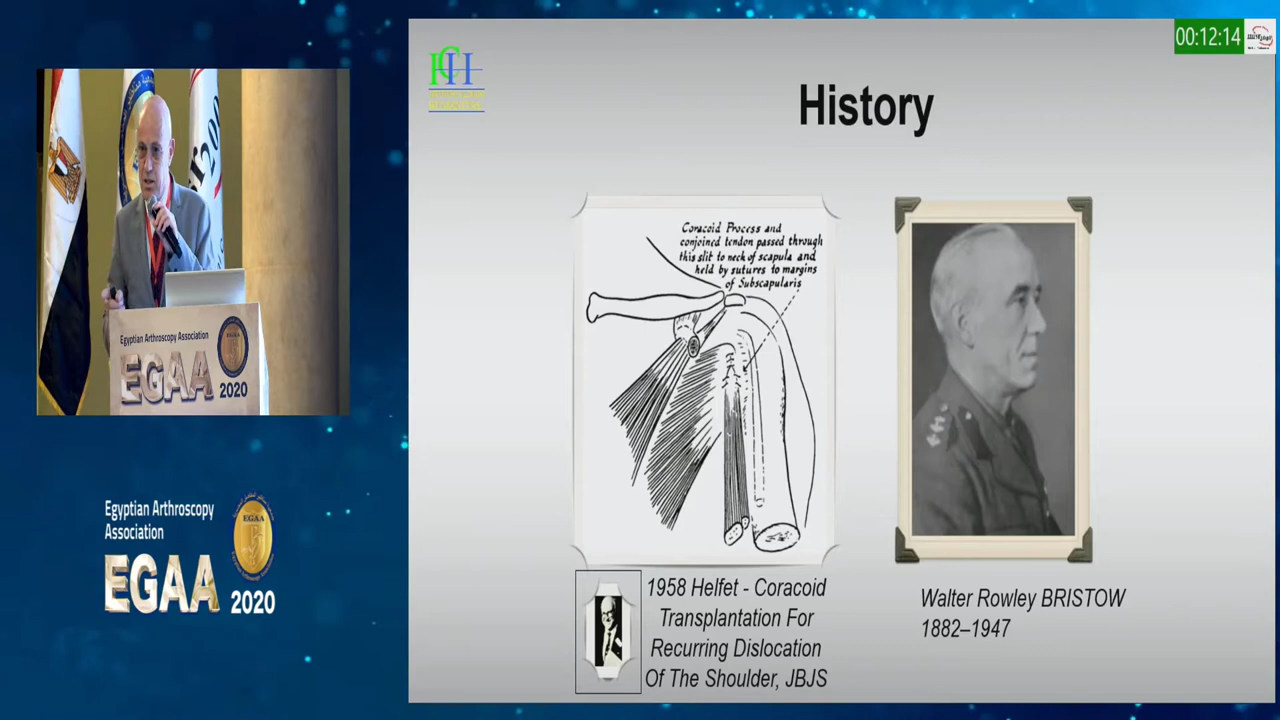 00:12:14
History
Coracoid Process and
conjoined tendon passed through
this slit to neck of scapula and
held by sutures to margins
of Subscapularis
1958 Helfet - Coracoid
Transplantation For
Recurring Dislocation
Of The Shoulder, JBJS
Walter Rowley BRISTOW
1882–1947
Egyptian Arthroscopy Association
EGAA
2020
Egyptian Arthroscopy
Association
EGAA
EGAA
2020